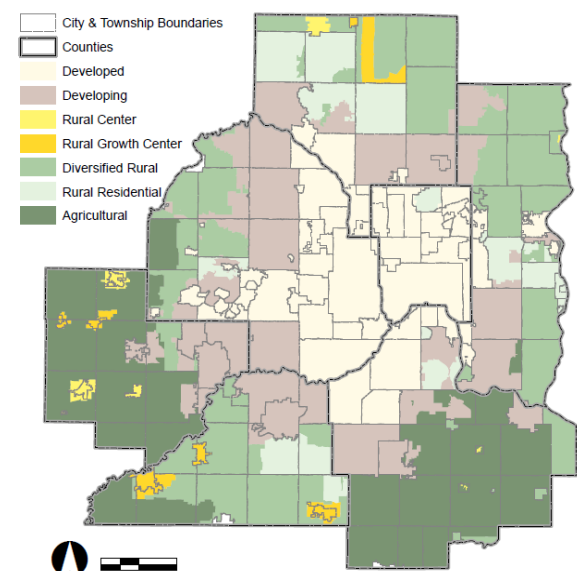 City & Township Boundaries
Counties
Developed
Developing
Rural Center
Rural Growth Center
Diversified Rural
Rural Residential
Agricultural